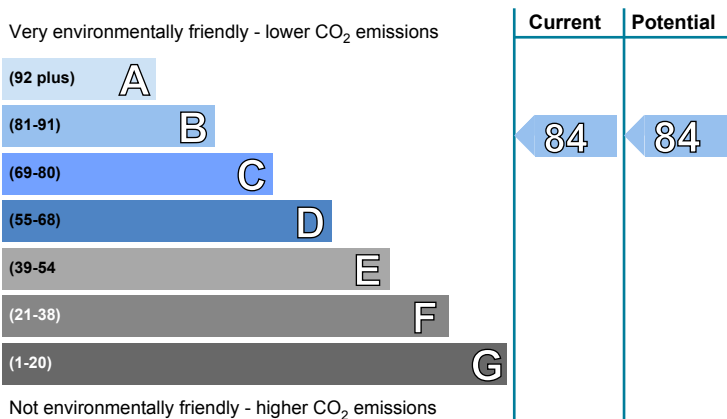 Current Potential
Very environmentally friendly - lower CO₂ emissions
(92 plus) A
(81-91) B 84 84
(69-80) C
(55-68) D
(39-54 E
(21-38) F
(1-20) G
Not environmentally friendly - higher CO₂ emissions